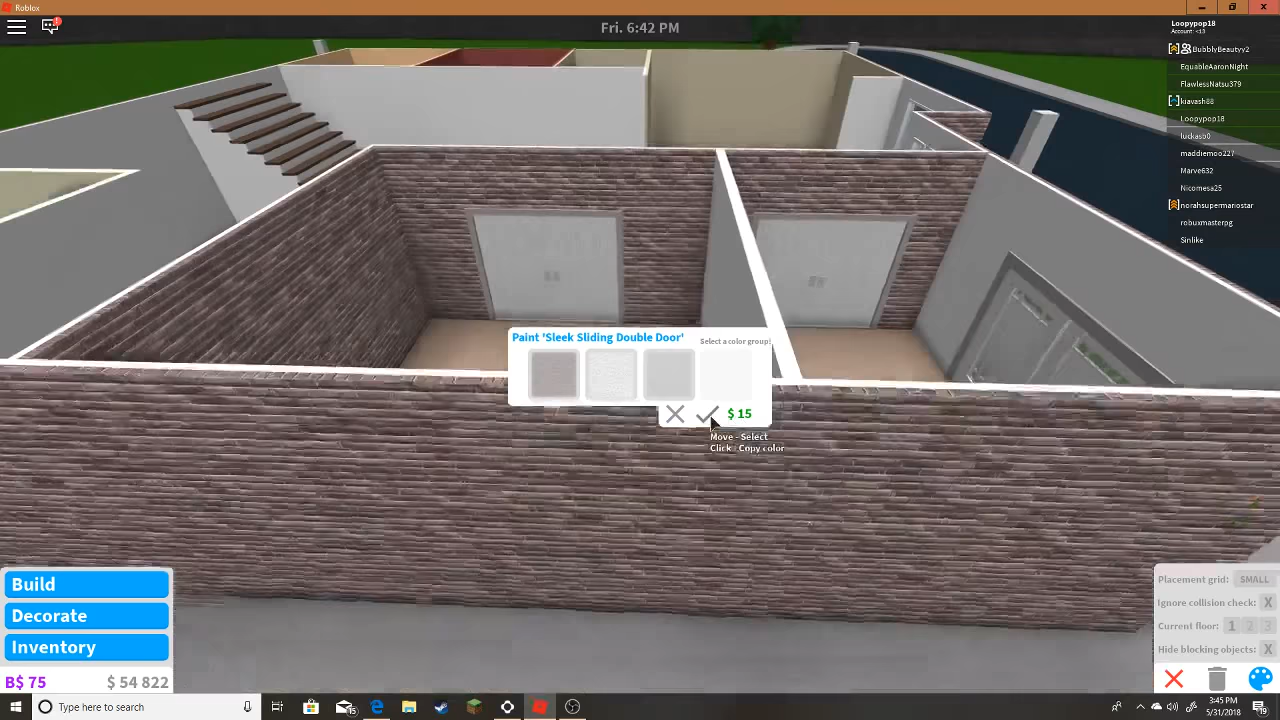 Roblox
Fri. 6:42 PM
Loopypop18
Account: <13
BubblyBeautyy2
EquableAaronNight
FlawlessNatsu379
kiavash88
Loopypop18
luckasp0
maddiemoo227
Marve632
Nicomesa25
norahsupermariostar
robuxmasterpg
Sinlike
Paint 'Sleek Sliding Double Door'
Select a color group!
$ 15
Move - Select
Click - Copy color
Build
Decorate
Inventory
B$ 75
$ 54 822
Placement grid: SMALL
Ignore collision check: X
Current floor: 1 2 3
Hide blocking objects: X
Type here to search
3:45 PM
5/31/2018